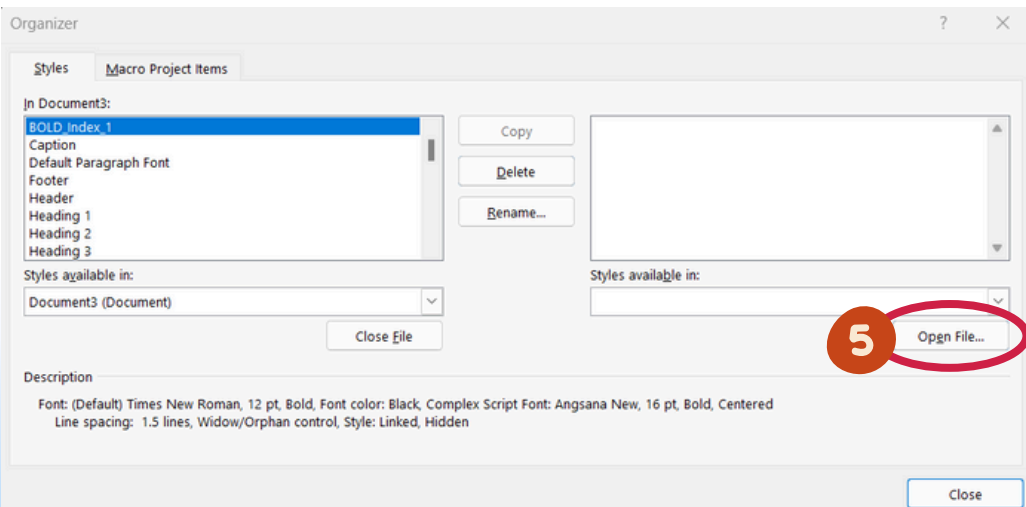 Organizer
?
Styles
Macro Project Items
In Document3:
BOLD_Index_1
Caption
Default Paragraph Font
Footer
Header
Heading 1
Heading 2
Heading 3
Copy
Delete
Rename...
Styles available in:
Document3 (Document)
Close File
Styles available in:
5
Open File...
Description
Font: (Default) Times New Roman, 12 pt, Bold, Font color: Black, Complex Script Font: Angsana New, 16 pt, Bold, Centered
Line spacing:  1.5 lines, Widow/Orphan control, Style: Linked, Hidden
Close